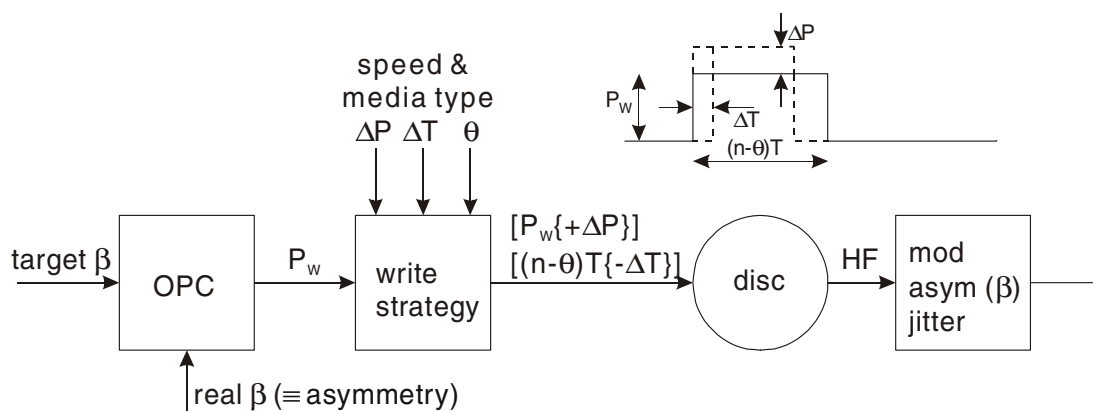 speed &
media type
ΔP ΔT θ
ΔP
P_w
ΔT
(n-θ)T
target β
OPC
P_w
write
strategy
[P_w{+ΔP}]
[(n-θ)T{-ΔT}]
disc
HF
mod
asym (β)
jitter
real β (≡ asymmetry)